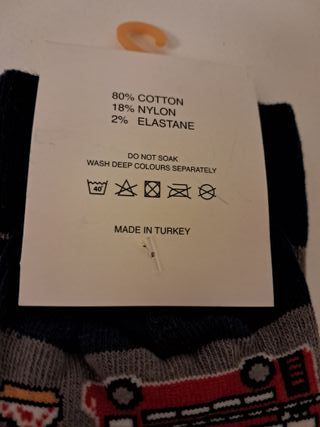 80% COTTON
18% NYLON
2% ELASTANE
DO NOT SOAK
WASH DEEP COLOURS SEPARATELY
40°
MADE IN TURKEY